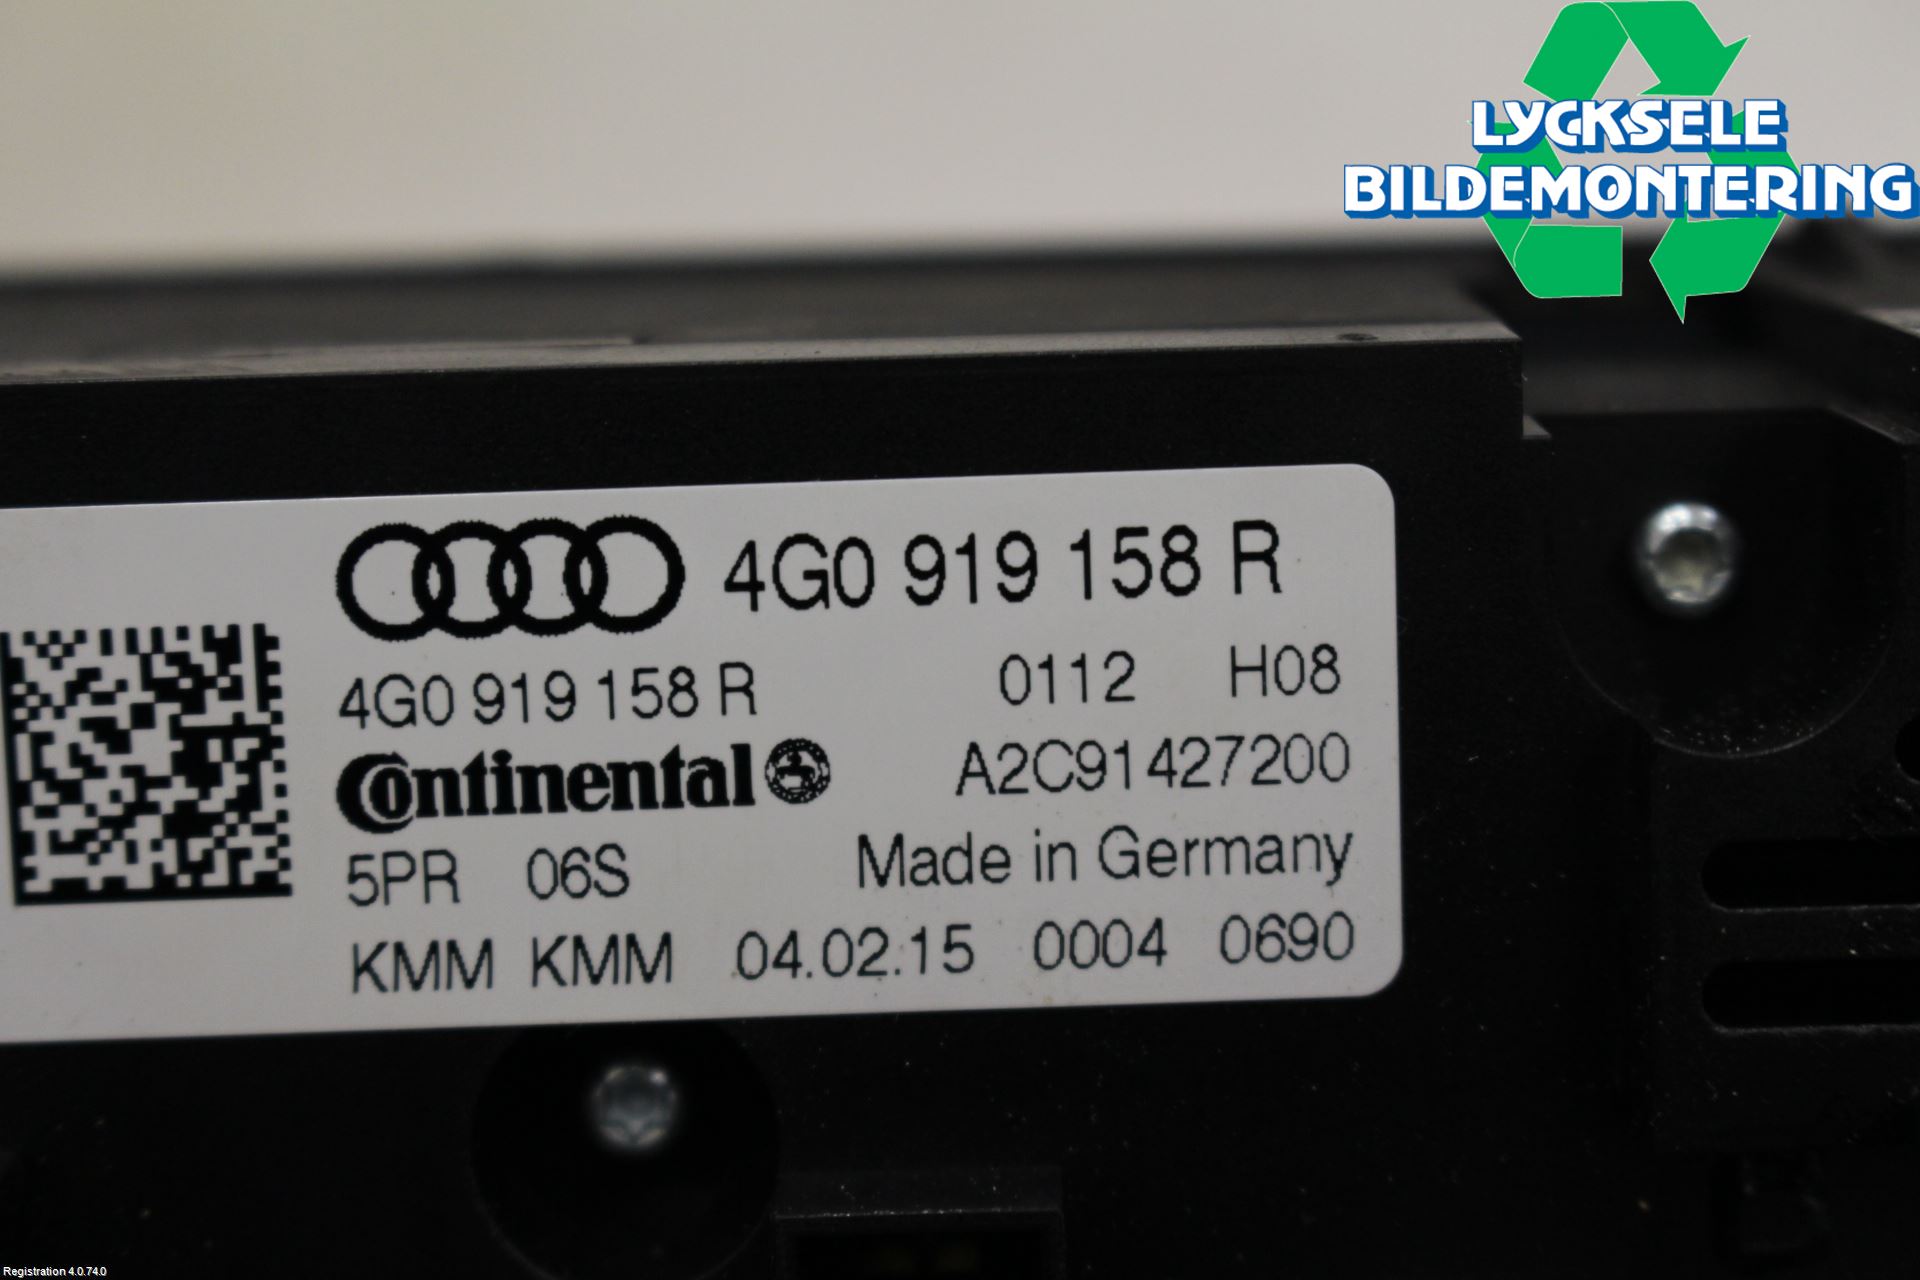 LYCKSELE
BILDEMONTERING
4G0 919 158 R
4G0 919 158 R 0112 H08
Continental A2C91427200
5PR 06S Made in Germany
KMM KMM 04.02.15 0004 0690
Registration 4.0.74.0